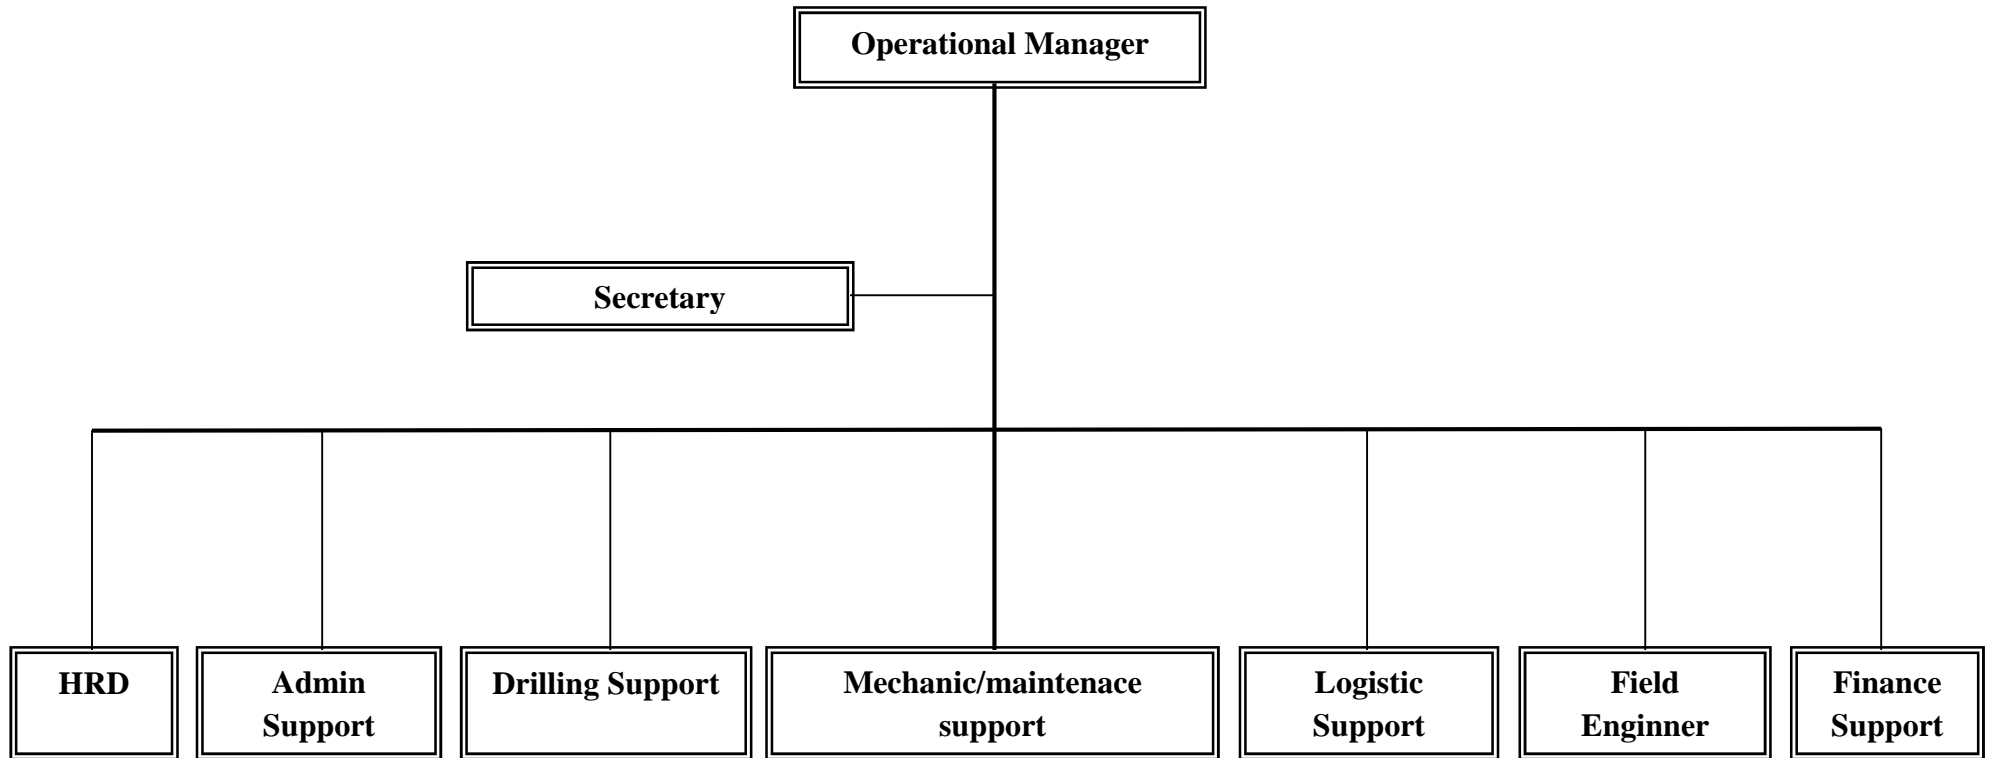 Operational Manager
Secretary
HRD
Admin
Support
Drilling Support
Mechanic/maintenace
support
Logistic
Support
Field
Enginner
Finance
Support